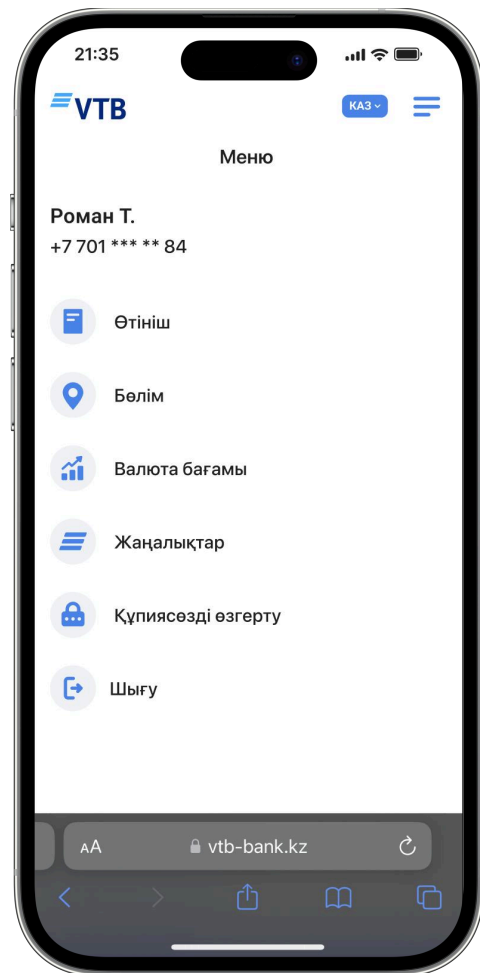 21:35
VTB
КАЗ
Меню
Роман Т.
+7 701 *** ** 84
Өтініш
Бөлім
Валюта бағамы
Жаңалықтар
Құпиясөзді өзгерту
Шығу
AA vtb-bank.kz